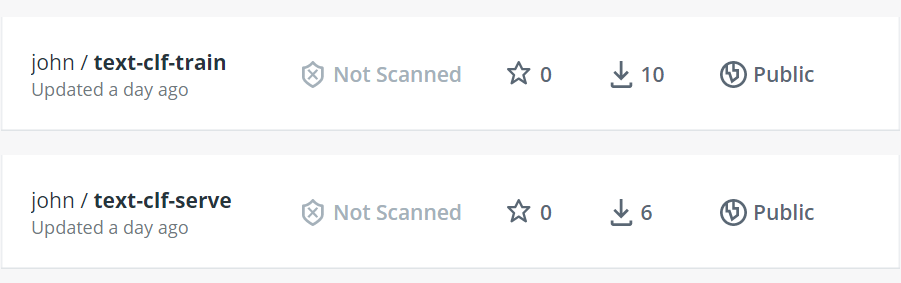 john / text-clf-train
Updated a day ago
Not Scanned
0
10
Public
john / text-clf-serve
Updated a day ago
Not Scanned
0
6
Public